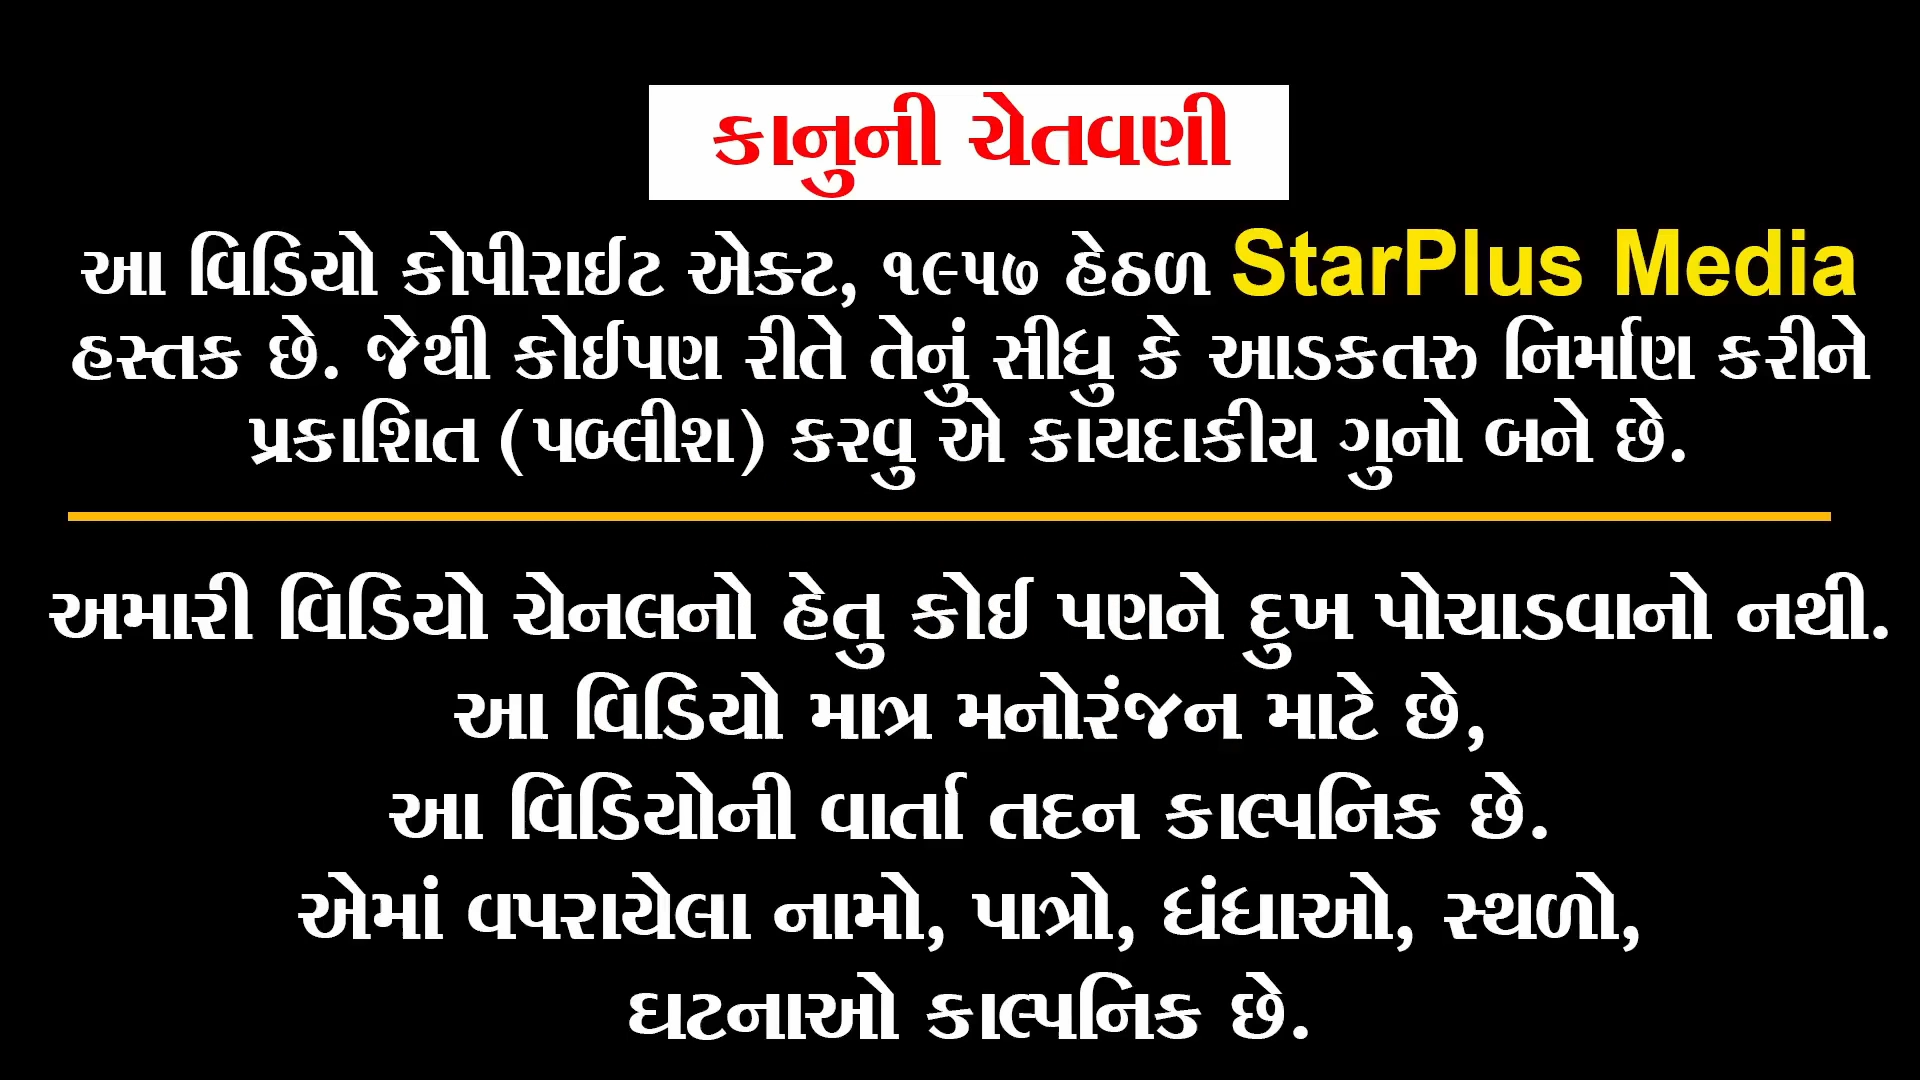 કાનુની ચેતવણી
આ વિડિયો કોપીરાઈટ એક્ટ, ૧૯૫૭ હેઠળ StarPlus Media
હસ્તક છે. જેથી કોઈપણ રીતે તેનું સીધુ કે આડકતરુ નિર્માણ કરીને
પ્રકાશિત (પબ્લીશ) કરવુ એ કાયદાકીય ગુનો બને છે.
અમારી વિડિયો ચેનલનો હેતુ કોઈ પણને દુખ પોચાડવાનો નથી.
આ વિડિયો માત્ર મનોરંજન માટે છે,
આ વિડિયોની વાર્તા તદન કાલ્પનિક છે.
એમાં વપરાયેલા નામો, પાત્રો, ધંધાઓ, સ્થળો,
ઘટનાઓ કાલ્પનિક છે.